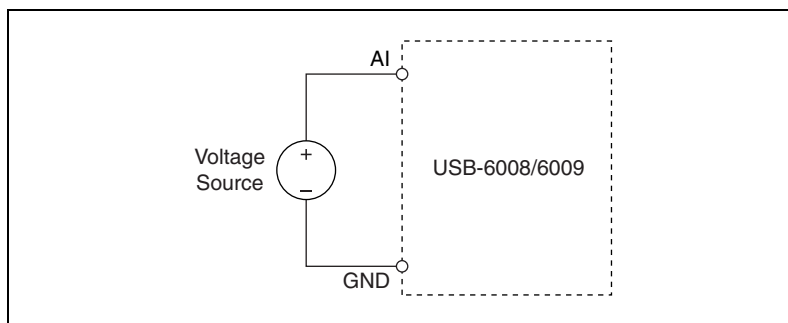 AI
+
Voltage
Source
−
USB-6008/6009
GND